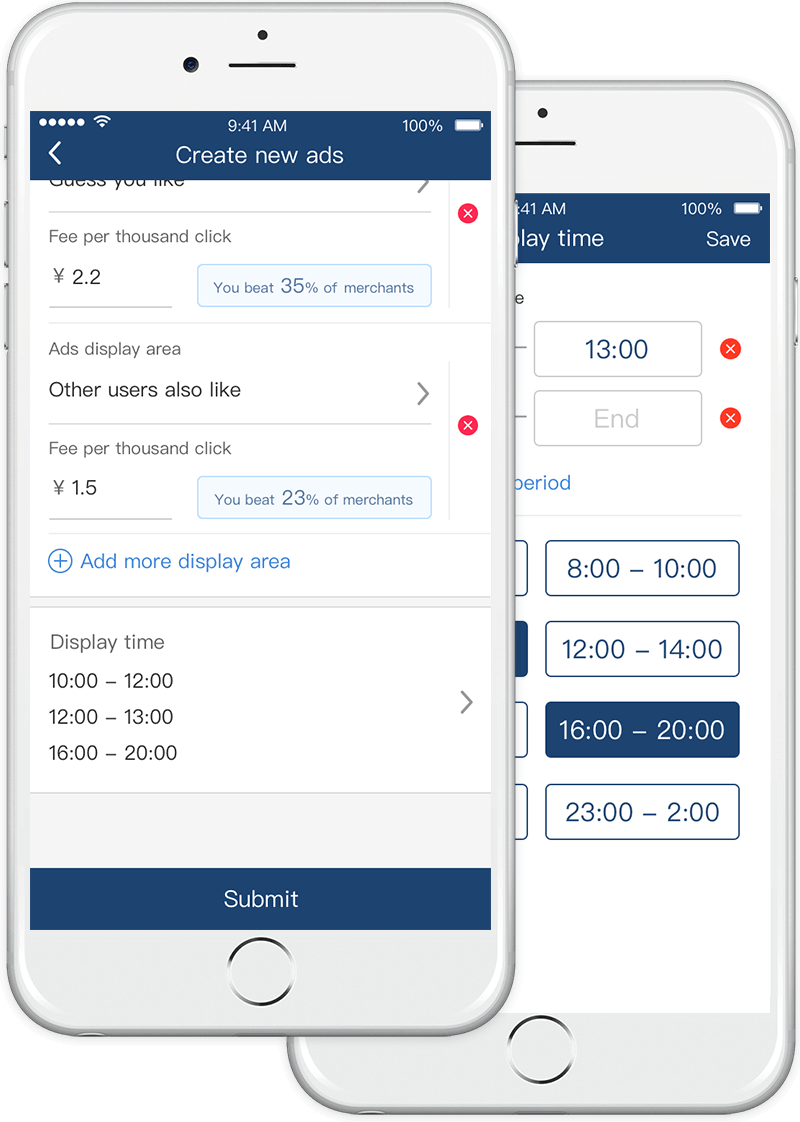 9:41 AM 100%
Create new ads
Guess you like
Fee per thousand click
¥ 2.2
You beat 35% of merchants
Ads display area
Other users also like
Fee per thousand click
¥ 1.5
You beat 23% of merchants
Add more display area
Display time
10:00 – 12:00
12:00 – 13:00
16:00 – 20:00
Submit
:41 AM 100%
lay time Save
e
13:00
End
period
8:00 – 10:00
12:00 – 14:00
16:00 – 20:00
23:00 – 2:00